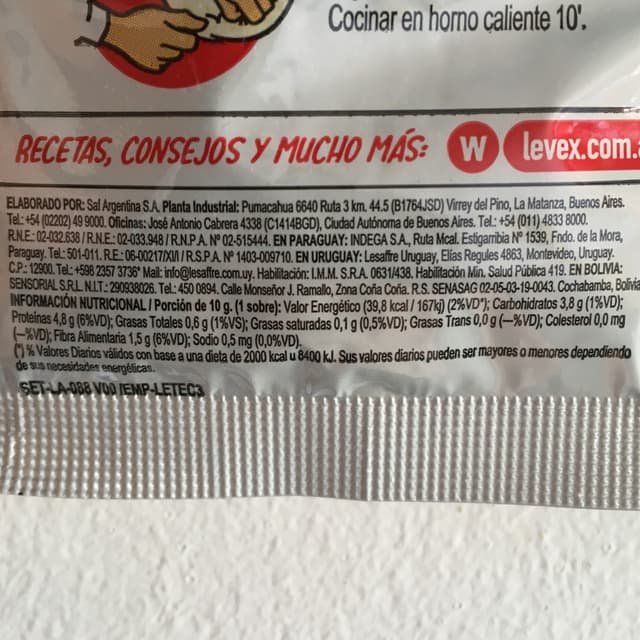 Cocinar en horno caliente 10'.
RECETAS, CONSEJOS Y MUCHO MÁS: W levex.com.a
ELABORADO POR: Saf Argentina S.A. Planta Industrial: Pumacahua 6640 Ruta 3 km. 44.5 (B1764JSD) Virrey del Pino, La Matanza, Buenos Aires.
Tel.: +54 (02202) 49 9000. Oficinas: José Antonio Cabrera 4338 (C1414BGD), Ciudad Autónoma de Buenos Aires. Tel.: +54 (011) 4833 8000.
R.N.E.: 02-032.638 / R.N.E.: 02-033.948 / R.N.P.A. Nº 02-515444. EN PARAGUAY: INDEGA S.A., Ruta Mcal. Estigarribia Nº 1539, Fndo. de la Mora,
Paraguay. Tel.: 501-011. R.E.: 06-00217/XI/I / R.S.P.A. Nº 1403-009710. EN URUGUAY: Lesaffre Uruguay, Elías Regules 4863, Montevideo, Uruguay.
C.P.: 12900. Tel.: +598 2357 3736* Mail: info@lesaffre.com.uy. Habilitación: I.M.M. S.R.A. 0631/438. Habilitación Min. Salud Pública 419. EN BOLIVIA:
SENSORIAL S.R.L. N.I.T.: 290938026. Tel.: 450 0894. Calle Monseñor J. Ramallo, Zona Coña Coña. R.S. SENASAG 02-05-03-19-0043. Cochabamba, Bolivia
INFORMACIÓN NUTRICIONAL / Porción de 10 g. (1 sobre): Valor Energético (39,8 kcal / 167kj) (2%VD*); Carbohidratos 3,8 g (1%VD);
Proteínas 4,8 g (6%VD); Grasas Totales 0,6 g (1%VS); Grasas saturadas 0,1 g (0,5%VD); Grasas Trans 0,0 g (—%VD); Colesterol 0,0 mg
(—%VD); Fibra Alimentaria 1,5 g (6%VD); Sodio 0,5 mg (0,0%VD).
(*) % Valores Diarios válidos con base a una dieta de 2000 kcal u 8400 kJ. Sus valores diarios pueden ser mayores o menores dependiendo
de sus necesidades energéticas.
SET-LA-088 V00 IEMP-LETEC3